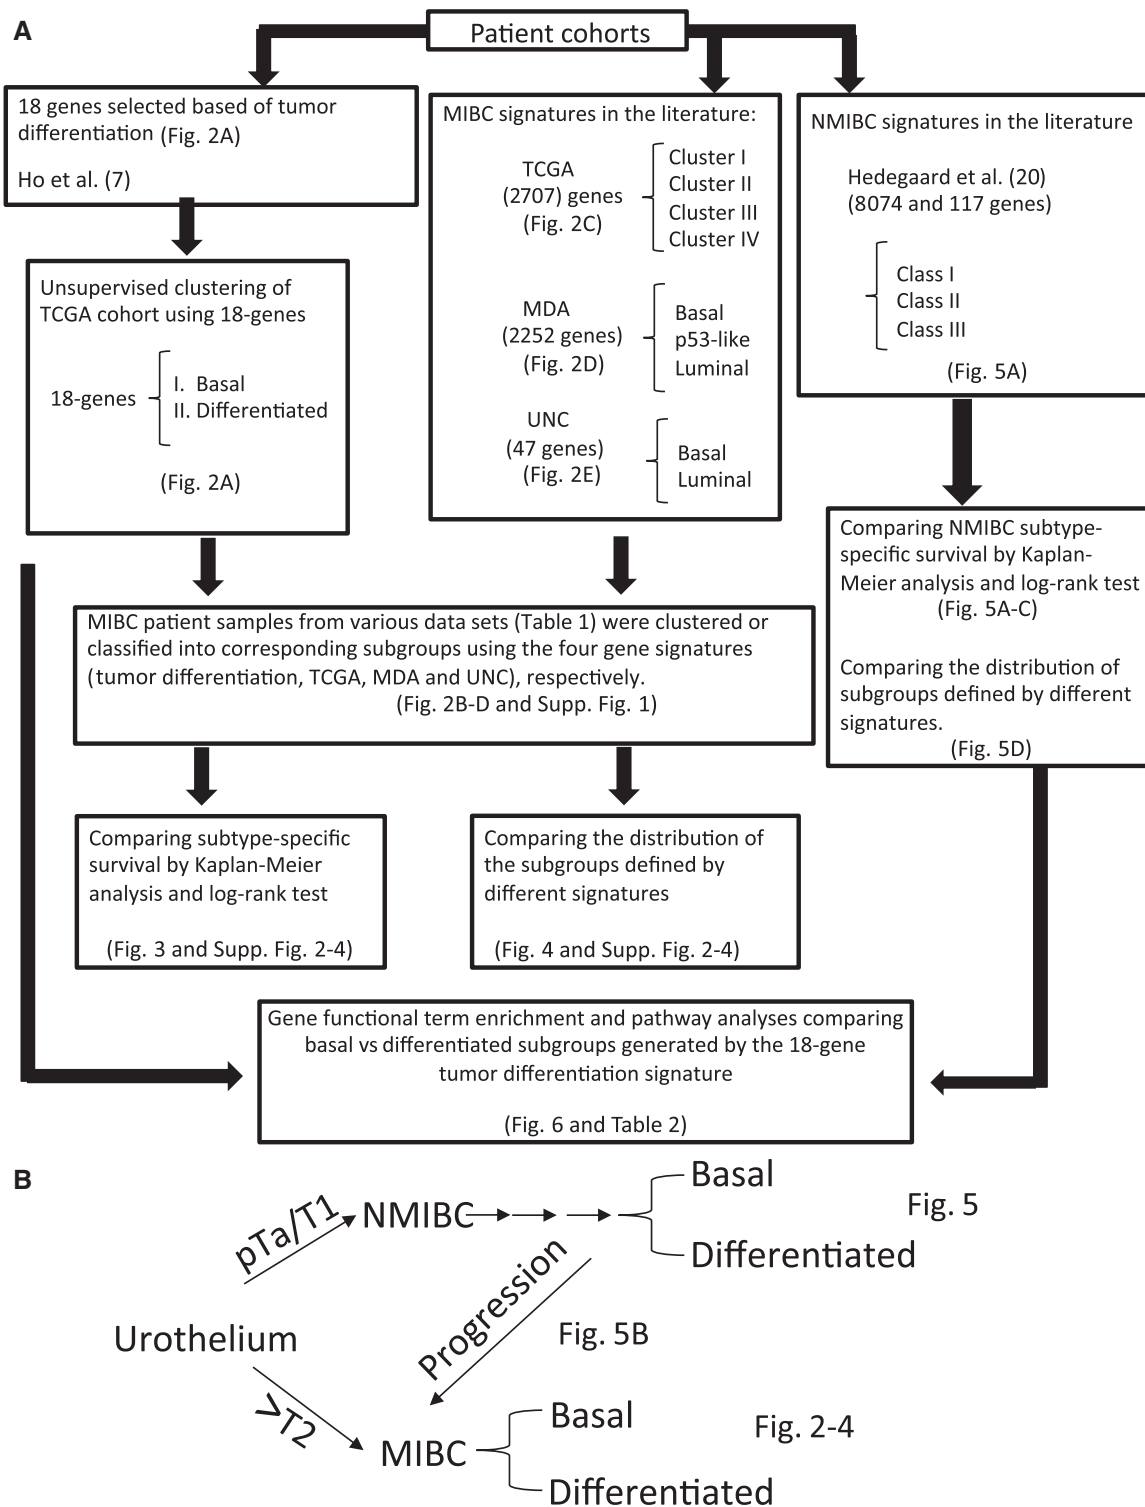 A
Patient cohorts
18 genes selected based of tumor
differentiation (Fig. 2A)
Ho et al. (7)
Unsupervised clustering of
TCGA cohort using 18-genes
18-genes
I. Basal
II. Differentiated
(Fig. 2A)
MIBC signatures in the literature:
TCGA
(2707) genes
(Fig. 2C)
Cluster I
Cluster II
Cluster III
Cluster IV
MDA
(2252 genes)
(Fig. 2D)
Basal
p53-like
Luminal
UNC
(47 genes)
(Fig. 2E)
Basal
Luminal
NMIBC signatures in the literature
Hedegaard et al. (20)
(8074 and 117 genes)
Class I
Class II
Class III
(Fig. 5A)
Comparing NMIBC subtype-
specific survival by Kaplan-
Meier analysis and log-rank test
(Fig. 5A-C)
Comparing the distribution of
subgroups defined by different
signatures.
(Fig. 5D)
MIBC patient samples from various data sets (Table 1) were clustered or
classified into corresponding subgroups using the four gene signatures
(tumor differentiation, TCGA, MDA and UNC), respectively.
(Fig. 2B-D and Supp. Fig. 1)
Comparing subtype-specific
survival by Kaplan-Meier
analysis and log-rank test
(Fig. 3 and Supp. Fig. 2-4)
Comparing the distribution of
the subgroups defined by
different signatures
(Fig. 4 and Supp. Fig. 2-4)
Gene functional term enrichment and pathway analyses comparing
basal vs differentiated subgroups generated by the 18-gene
tumor differentiation signature
(Fig. 6 and Table 2)
B
Urothelium
pTa/T1
NMIBC
Basal
Differentiated
Fig. 5
Progression
Fig. 5B
>T2
MIBC
Basal
Differentiated
Fig. 2-4